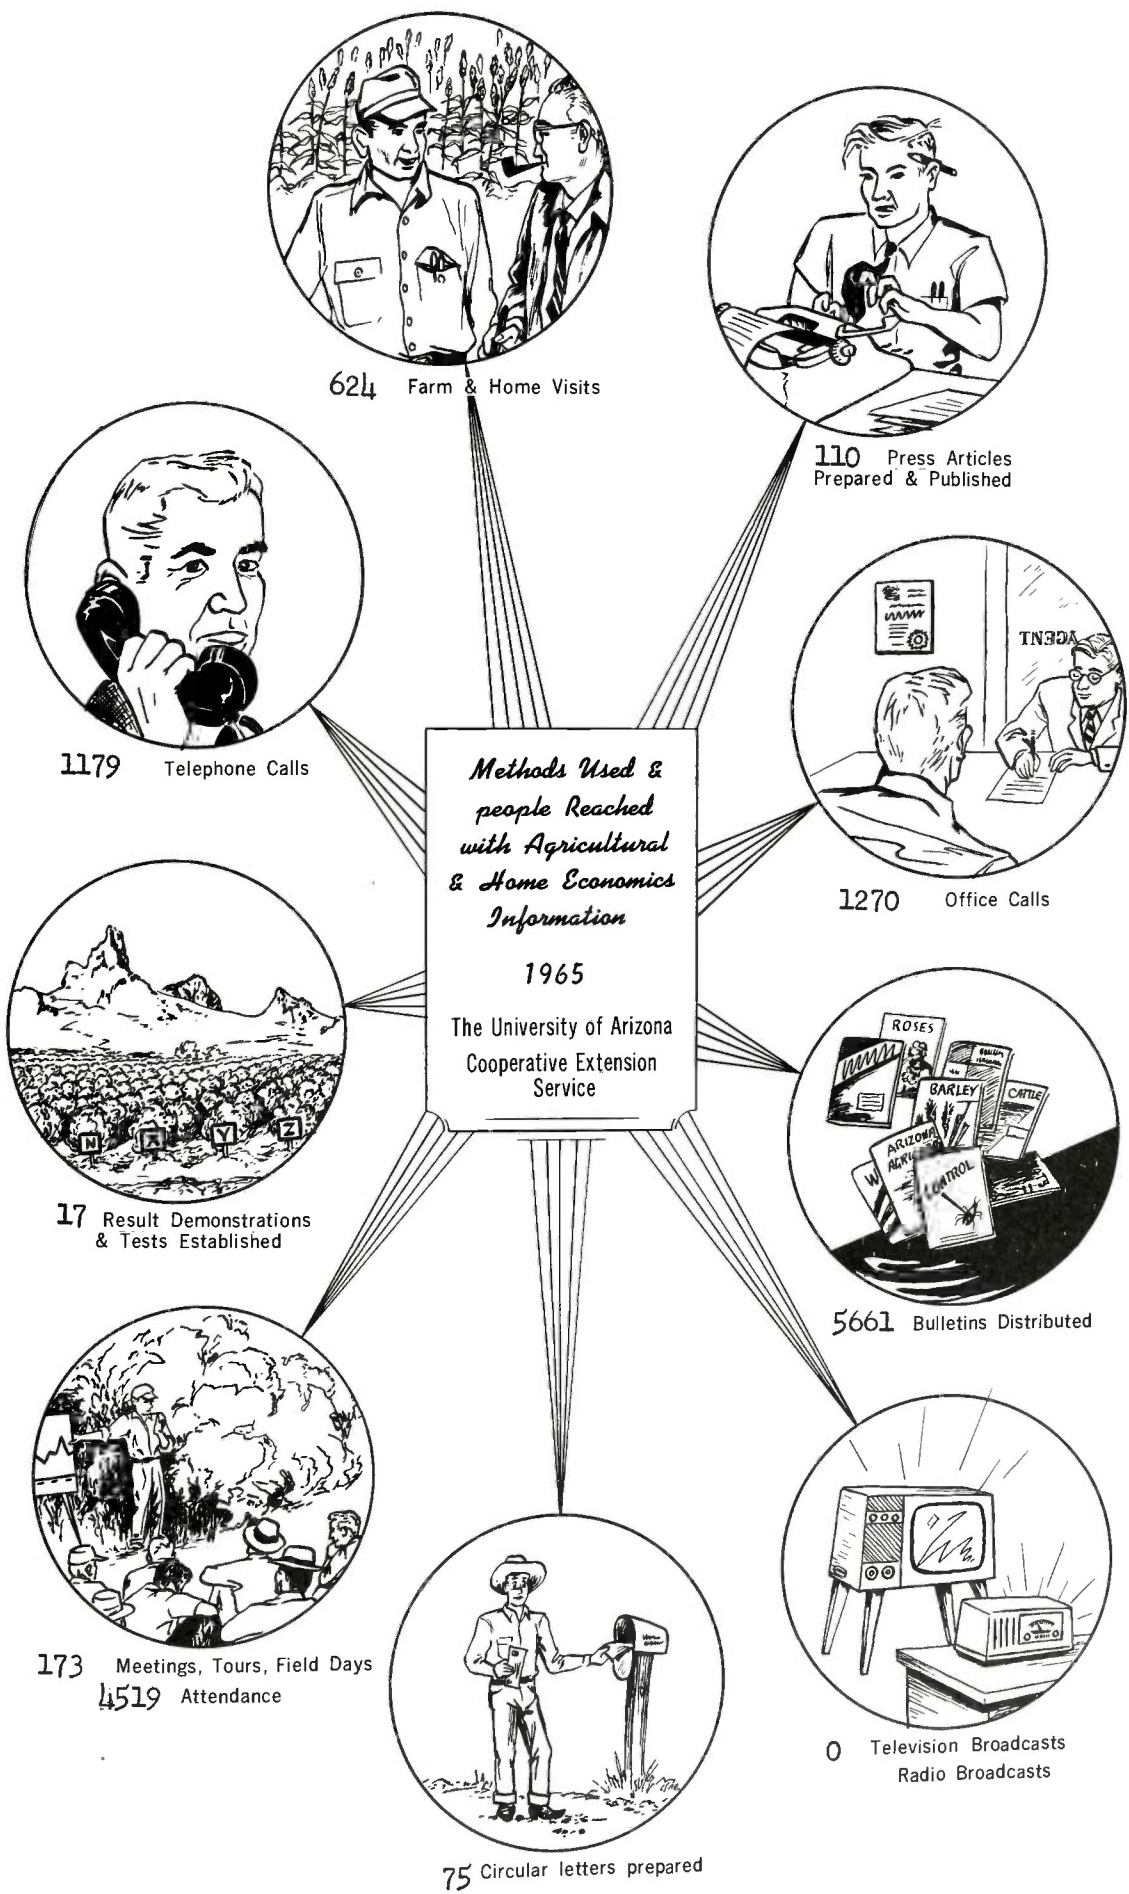 624 Farm & Home Visits
110 Press Articles
Prepared & Published
1179 Telephone Calls
AGENT
1270 Office Calls
Methods Used &
people Reached
with Agricultural
& Home Economics
Information
1965
The University of Arizona
Cooperative Extension
Service
N
X
Y
Z
17 Result Demonstrations
& Tests Established
ROSES
BARLEY
CATTLE
ARIZONA
CONTROL
5661 Bulletins Distributed
173 Meetings, Tours, Field Days
4519 Attendance
0 Television Broadcasts
Radio Broadcasts
75 Circular letters prepared